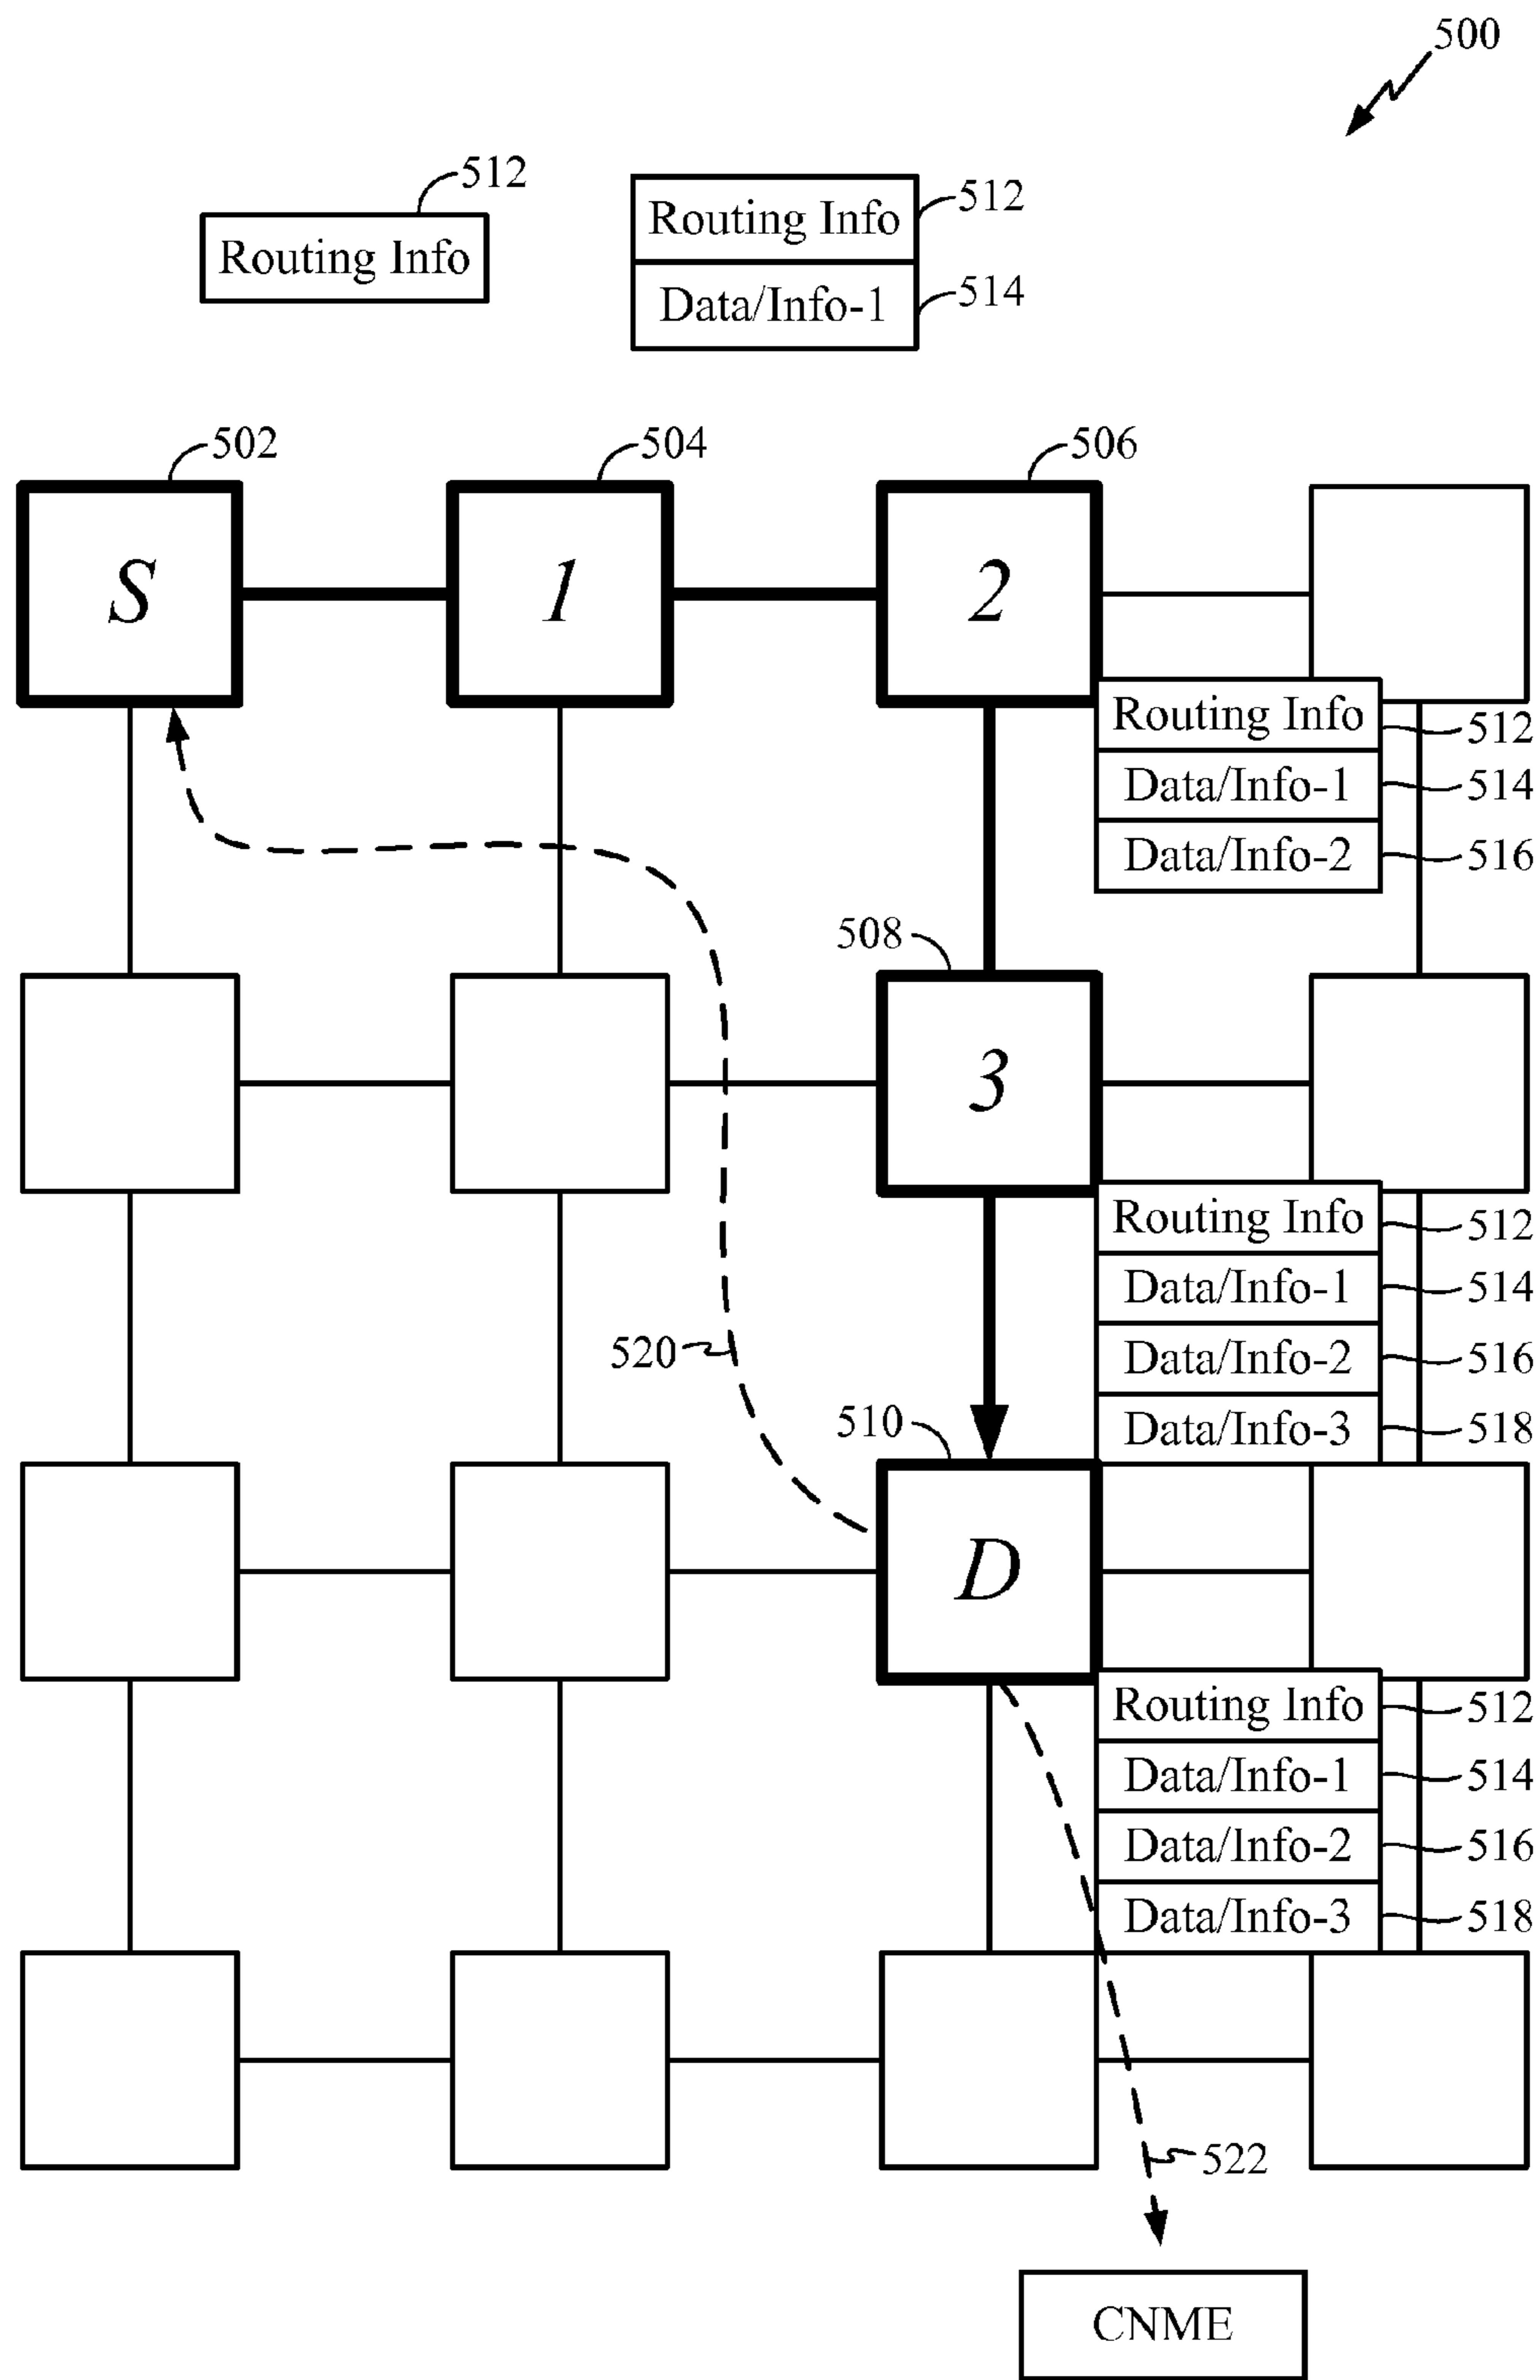 500
512
Routing Info
512
Routing Info
Data/Info-1
514
502
504
506
S
1
2
Routing Info
512
Data/Info-1
514
Data/Info-2
516
508
3
Routing Info
512
Data/Info-1
514
520
Data/Info-2
516
510
Data/Info-3
518
D
Routing Info
512
Data/Info-1
514
Data/Info-2
516
Data/Info-3
518
522
CNME